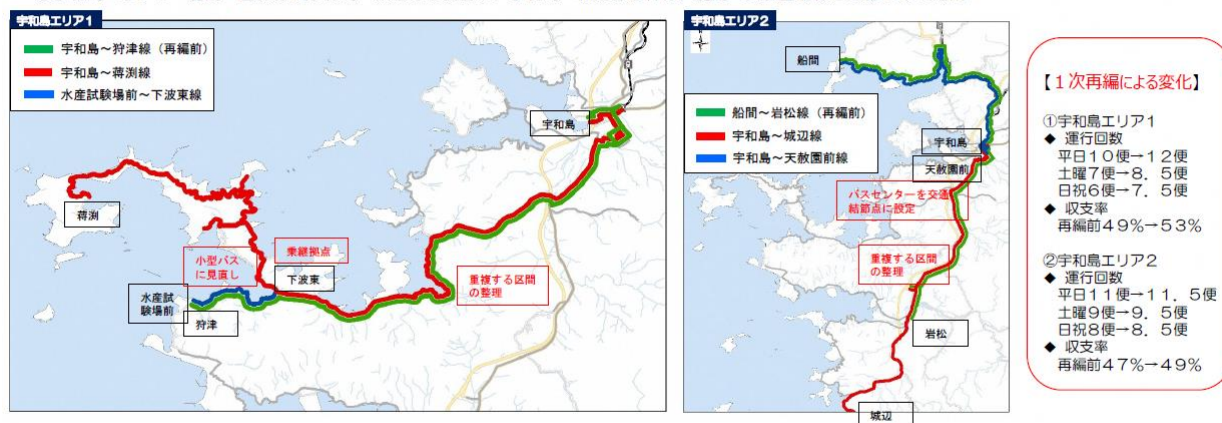 宇和島エリア1
宇和島～狩津線（再編前）
宇和島～蒋渕線
水産試験場前～下波東線
宇和島
蒋渕
小型バス
に見直し
乗継拠点
下波東
水産試
験場前
狩津
重複する区間
の整理
宇和島エリア2
船間
船間～岩松線（再編前）
宇和島～城辺線
宇和島～天赦園前線
宇和島
天赦園前
バスセンターを交通
結節点に設定
重複する区間
の整理
岩松
城辺
【１次再編による変化】
①宇和島エリア1
◆ 運行回数
平日１０便→１２便
土曜７便→８．５便
日祝６便→７．５便
◆ 収支率
再編前４９％→５３％
②宇和島エリア2
◆ 運行回数
平日１１便→１１．５便
土曜９便→９．５便
日祝８便→８．５便
◆ 収支率
再編前４７％→４９％